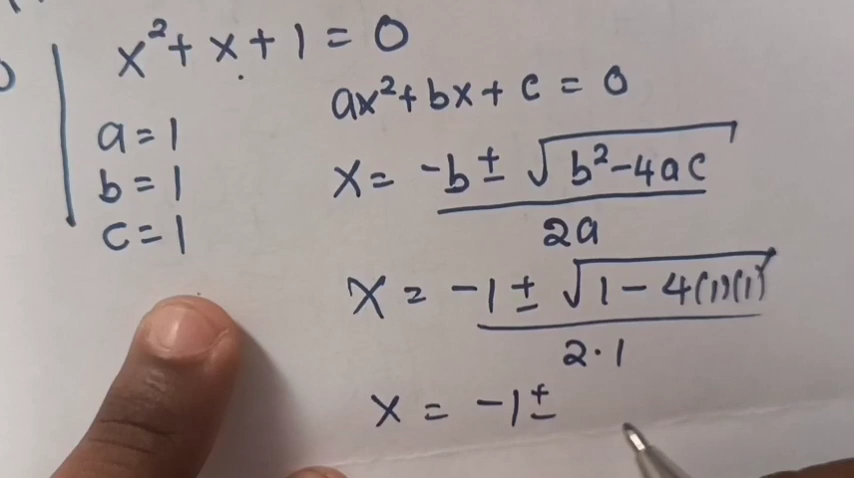 x² + x + 1 = 0
ax² + bx + c = 0
a = 1
b = 1
c = 1
x = -b ± √b² - 4ac
2a
x = -1 ± √1 - 4(1)(1)
2 · 1
x = -1 ±